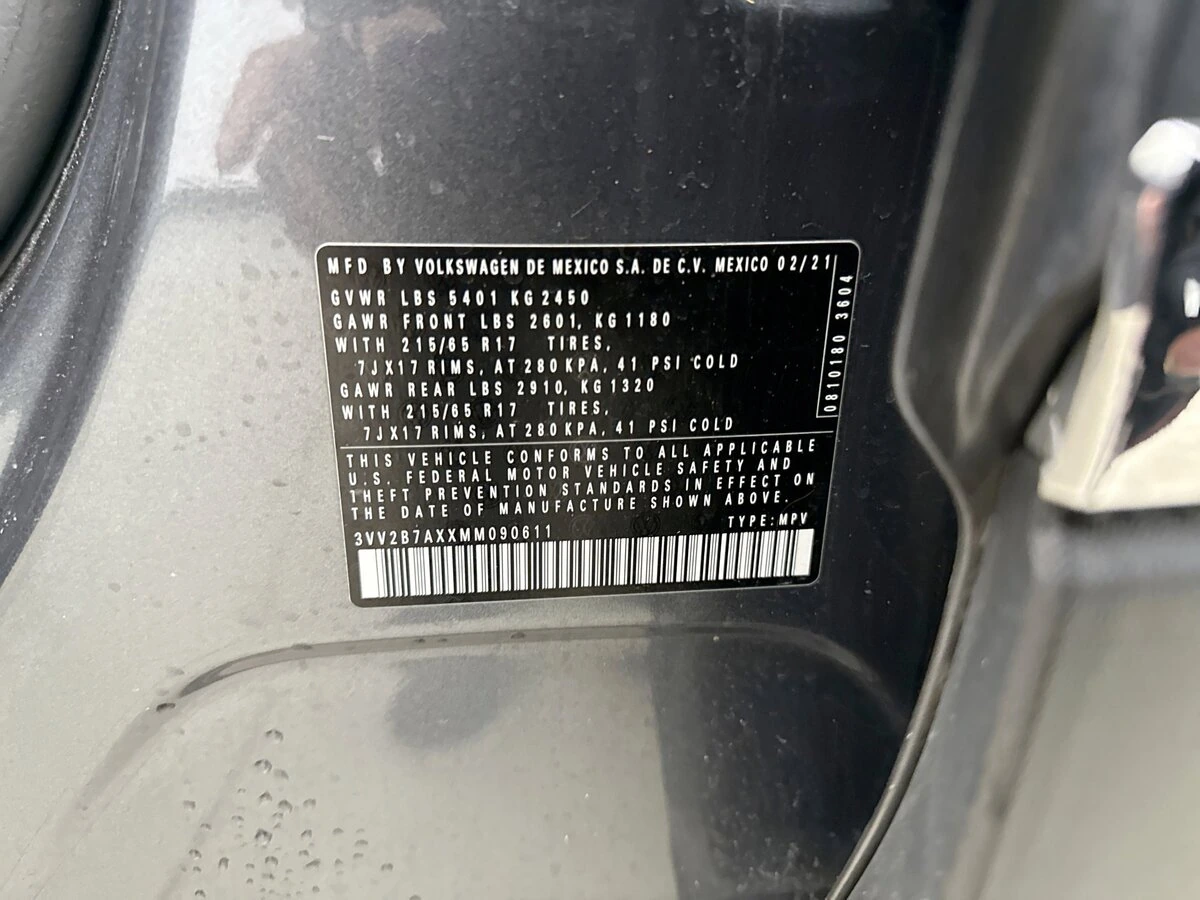 MFD BY VOLKSWAGEN DE MEXICO S.A. DE C.V. MEXICO 02/21
GVWR LBS 5401 KG 2450
GAWR FRONT LBS 2601, KG 1180
WITH 215/65 R17 TIRES,
7JX17 RIMS, AT 280 KPA, 41 PSI COLD
GAWR REAR LBS 2910, KG 1320
WITH 215/65 R17 TIRES,
7JX17 RIMS, AT 280 KPA, 41 PSI COLD
0810180 3604
THIS VEHICLE CONFORMS TO ALL APPLICABLE
U.S. FEDERAL MOTOR VEHICLE SAFETY AND
THEFT PREVENTION STANDARDS IN EFFECT ON
THE DATE OF MANUFACTURE SHOWN ABOVE.
3VV2B7AXXMM090611 TYPE: MPV